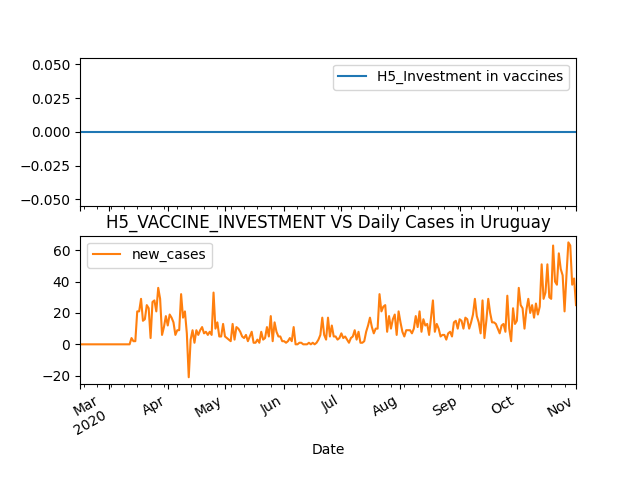 0.050
0.025
0.000
−0.025
−0.050
H5_Investment in vaccines
H5_VACCINE_INVESTMENT VS Daily Cases in Uruguay
60
40
20
0
−20
new_cases
Mar
2020
Apr
May
Jun
Jul
Aug
Sep
Oct
Nov
Date